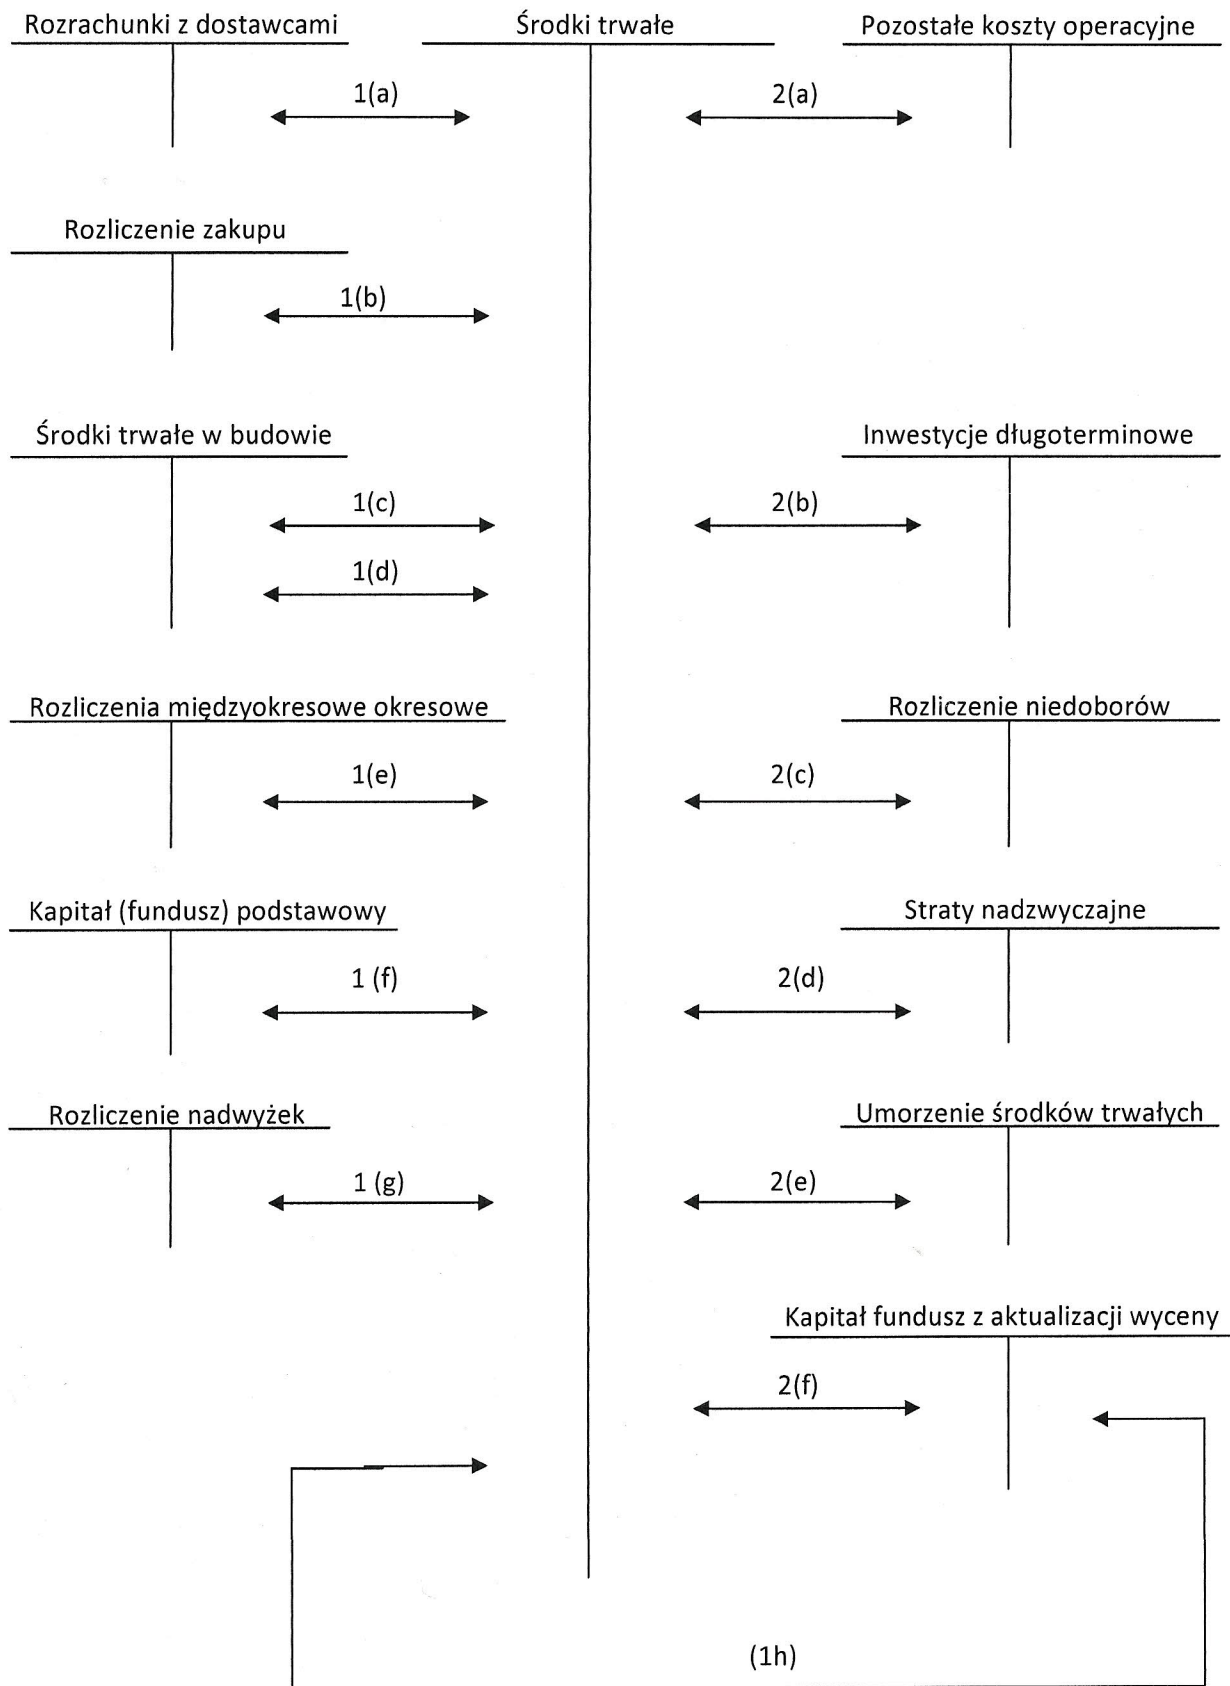 Rozrachunki z dostawcami
Środki trwałe
Pozostałe koszty operacyjne
1(a)
2(a)
Rozliczenie zakupu
1(b)
Środki trwałe w budowie
Inwestycje długoterminowe
1(c)
2(b)
1(d)
Rozliczenia międzyokresowe okresowe
Rozliczenie niedoborów
1(e)
2(c)
Kapitał (fundusz) podstawowy
Straty nadzwyczajne
1 (f)
2(d)
Rozliczenie nadwyżek
Umorzenie środków trwałych
1 (g)
2(e)
Kapitał fundusz z aktualizacji wyceny
2(f)
(1h)